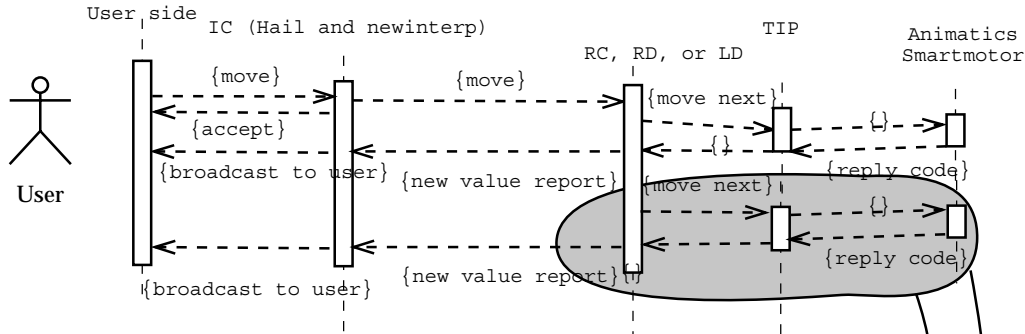 User side
IC (Hail and newinterp)
TIP
Animatics
Smartmotor
RC, RD, or LD
{move}
{move}
{move next}
{}
{accept}
{}
{broadcast to user}
{new value report}
{move next}
{reply code}
User
{}
{reply code}
{broadcast to user}
{new value report}
{}